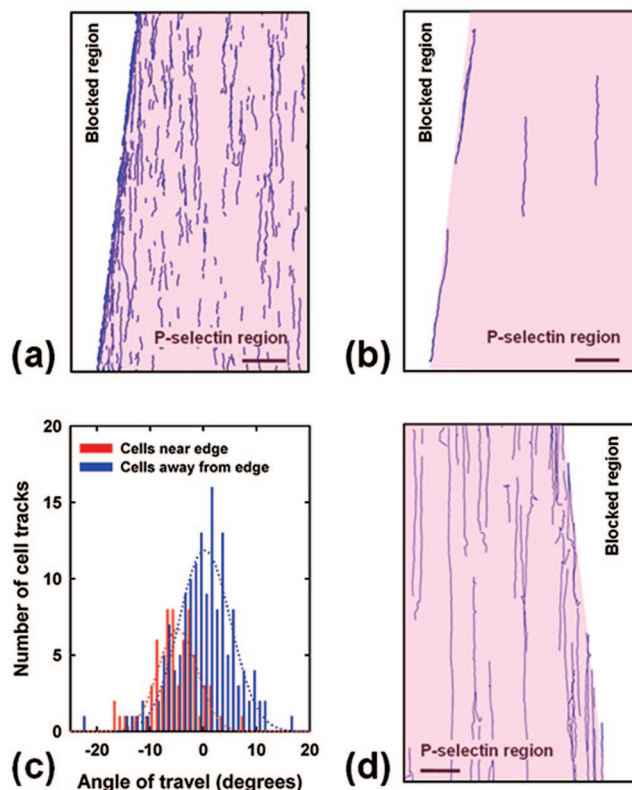 Blocked region
P-selectin region
(a)
Blocked region
P-selectin region
(b)
20
15
10
5
0
Number of cell tracks
Cells near edge
Cells away from edge
-20
-10
0
10
20
Angle of travel (degrees)
(c)
Blocked region
P-selectin region
(d)